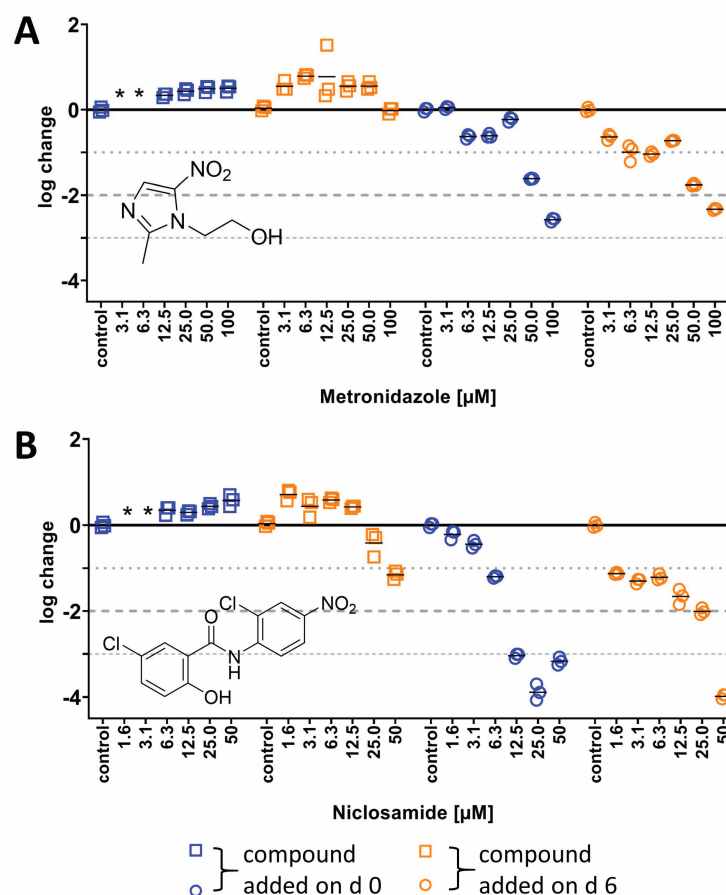 A
2
0
-2
-4
log change
* *
NO₂
N
N
OH
control 3.1 6.3 12.5 25.0 50.0 100 control 3.1 6.3 12.5 25.0 50.0 100 control 3.1 6.3 12.5 25.0 50.0 100 control 3.1 6.3 12.5 25.0 50.0 100
Metronidazole [µM]
B
2
0
-2
-4
log change
* *
Cl
O
Cl
NO₂
N
H
OH
control 1.6 3.1 6.3 12.5 25.0 50 control 1.6 3.1 6.3 12.5 25.0 50 control 1.6 3.1 6.3 12.5 25.0 50 control 1.6 3.1 6.3 12.5 25.0 50
Niclosamide [µM]
compound compound
added on d 0 added on d 6